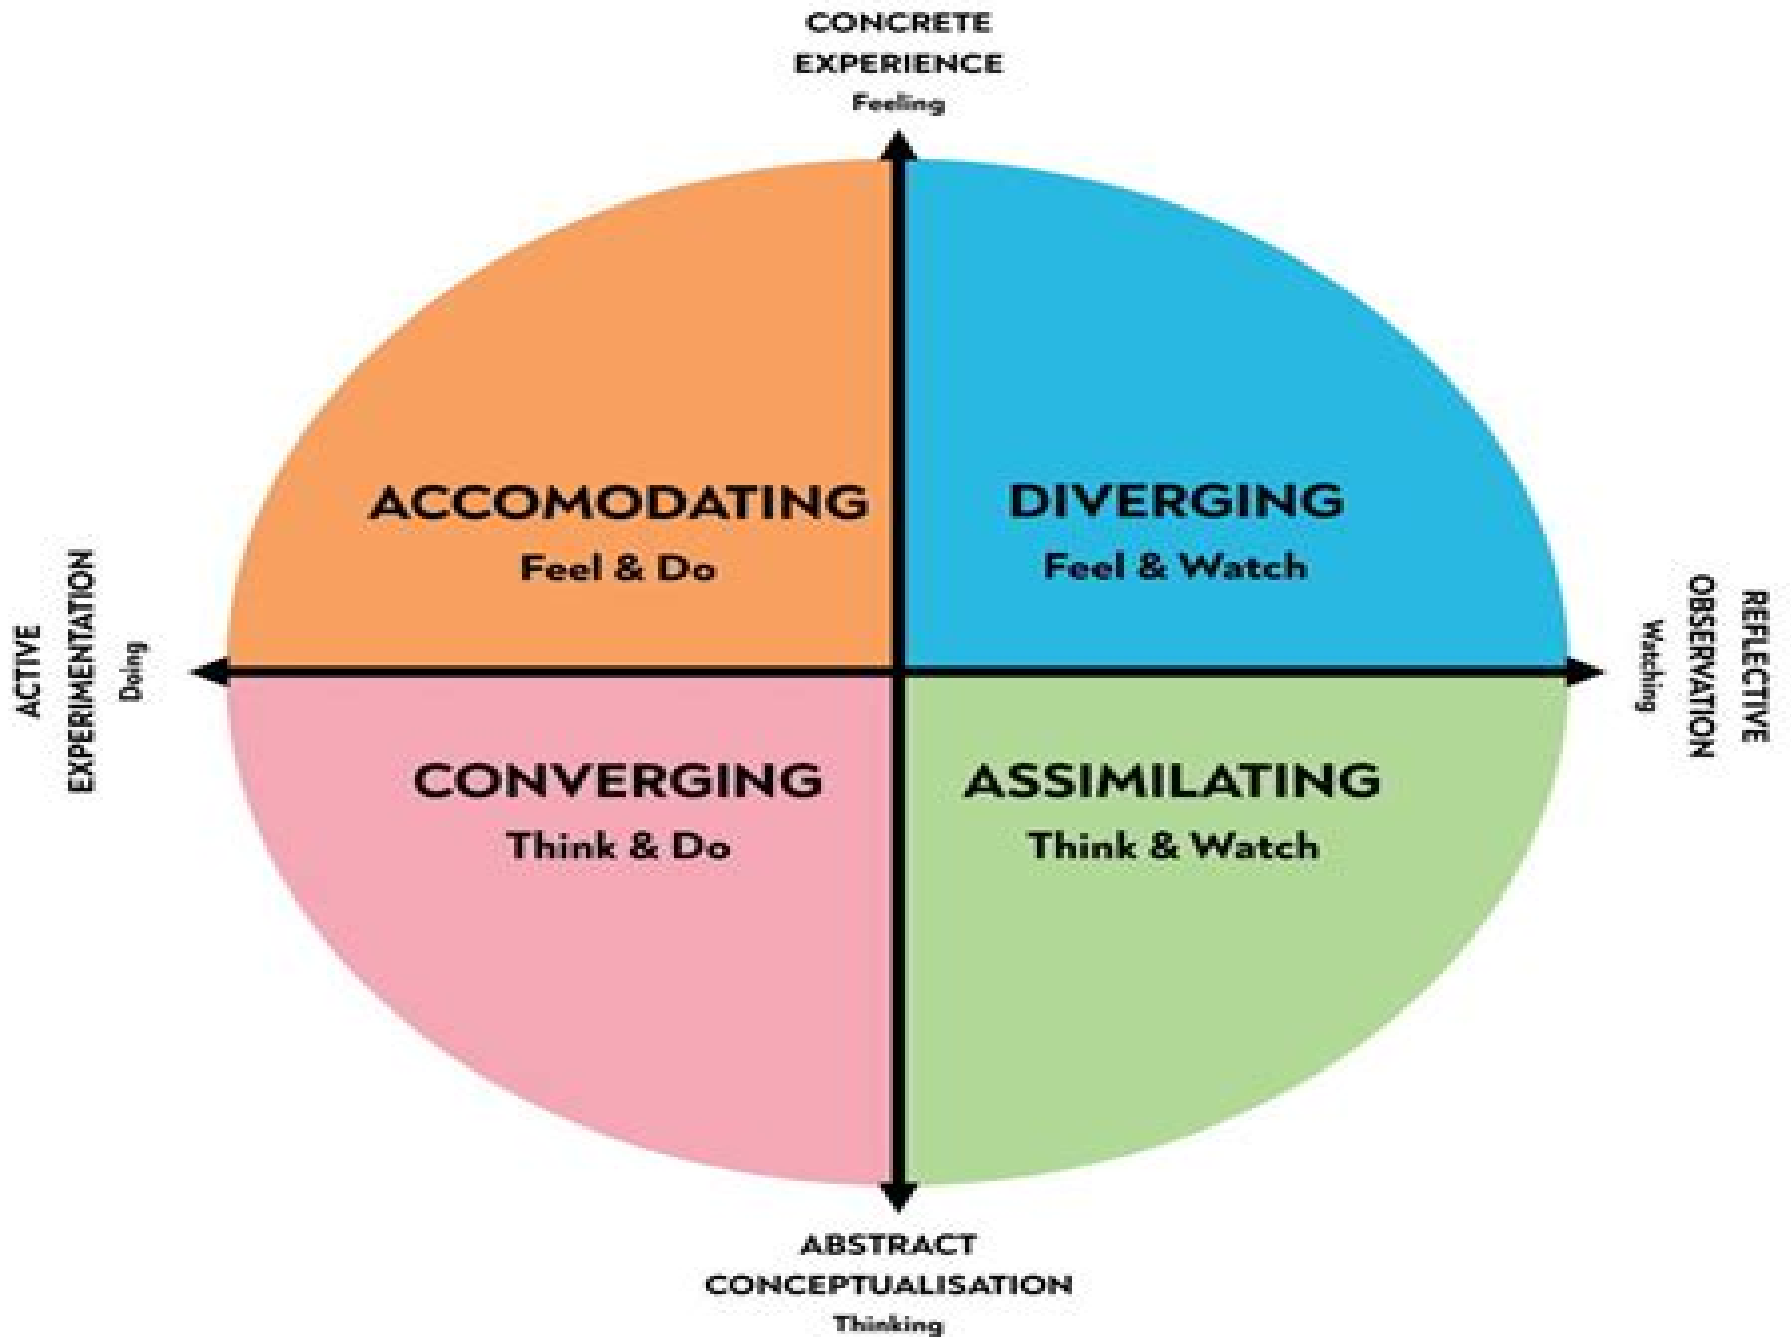 CONCRETE
EXPERIENCE
Feeling
ACCOMODATING
Feel & Do
DIVERGING
Feel & Watch
ACTIVE
EXPERIMENTATION
Doing
REFLECTIVE
OBSERVATION
Watching
CONVERGING
Think & Do
ASSIMILATING
Think & Watch
ABSTRACT
CONCEPTUALISATION
Thinking